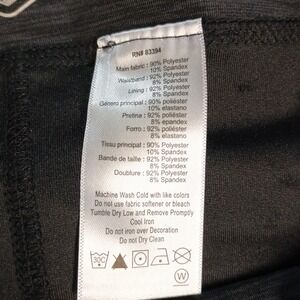 RN# 83394
Main fabric : 90% Polyester
10% Spandex
Waistband : 92% Polyester
8% Spandex
Lining : 92% Polyester
8% Spandex
Género principal : 90% poliéster
10% elastano
Pretina : 92% poliéster
8% elastano
Forro : 92% poliéster
8% elastano
Tissu principal : 90% Polyester
10% Spandex
Bande de taille : 92% Polyester
8% Spandex
Doublure : 92% Polyester
8% Spandex
Machine Wash Cold with like colors
Do not use fabric softener or bleach
Tumble Dry Low and Remove Promptly
Cool Iron
Do not iron over Decoration
Do not Dry Clean
30°
W